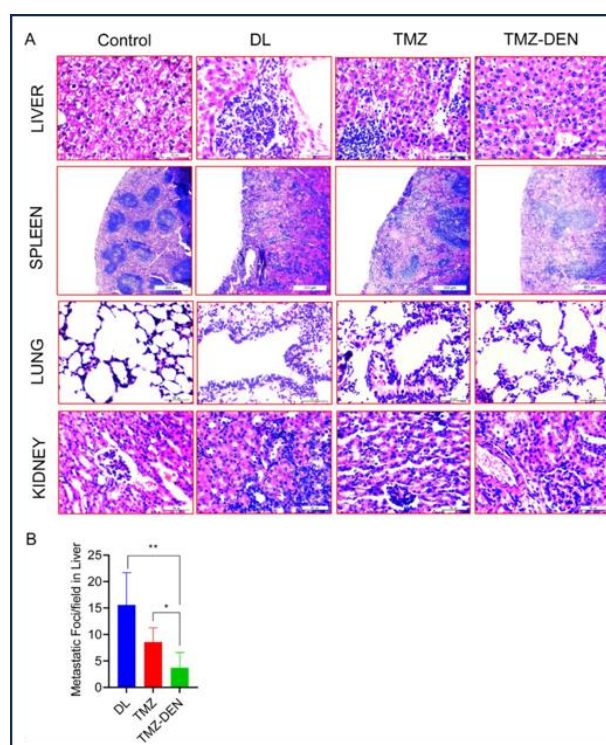 A
Control DL TMZ TMZ-DEN
LIVER
SPLEEN
LUNG
KIDNEY
B
Metastatic Foci/field in Liver
25
20
15
10
5
0
**
*
DL TMZ TMZ-DEN